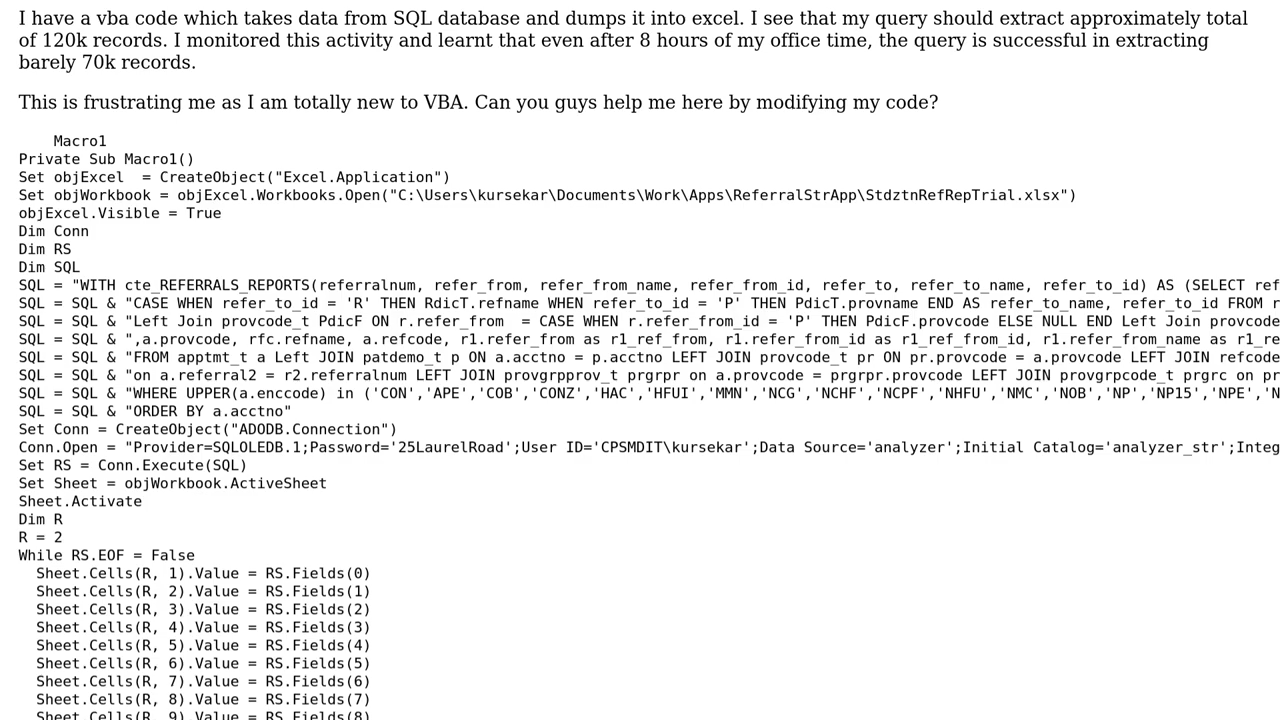 I have a vba code which takes data from SQL database and dumps it into excel. I see that my query should extract approximately total
of 120k records. I monitored this activity and learnt that even after 8 hours of my office time, the query is successful in extracting
barely 70k records.
This is frustrating me as I am totally new to VBA. Can you guys help me here by modifying my code?
Macro1
Private Sub Macro1()
Set objExcel  = CreateObject("Excel.Application")
Set objWorkbook = objExcel.Workbooks.Open("C:\Users\kursekar\Documents\Work\Apps\ReferralStrApp\StdztnRefRepTrial.xlsx")
objExcel.Visible = True
Dim Conn
Dim RS
Dim SQL
SQL = "WITH cte_REFERRALS_REPORTS(referralnum, refer_from, refer_from_name, refer_from_id, refer_to, refer_to_name, refer_to_id) AS (SELECT ref
SQL = SQL & "CASE WHEN refer_to_id = 'R' THEN RdicT.refname WHEN refer_to_id = 'P' THEN PdicT.provname END AS refer_to_name, refer_to_id FROM r
SQL = SQL & "Left Join provcode_t PdicF ON r.refer_from  = CASE WHEN r.refer_from_id = 'P' THEN PdicF.provcode ELSE NULL END Left Join provcode
SQL = SQL & ",a.provcode, rfc.refname, a.refcode, r1.refer_from as r1_ref_from, r1.refer_from_id as r1_ref_from_id, r1.refer_from_name as r1_re
SQL = SQL & "FROM apptmt_t a Left JOIN patdemo_t p ON a.acctno = p.acctno LEFT JOIN provcode_t pr ON pr.provcode = a.provcode LEFT JOIN refcode
SQL = SQL & "on a.referral2 = r2.referralnum LEFT JOIN provgrpprov_t prgrpr on a.provcode = prgrpr.provcode LEFT JOIN provgrpcode_t prgrc on pr
SQL = SQL & "WHERE UPPER(a.enccode) in ('CON','APE','COB','CONZ','HAC','HFUI','MMN','NCG','NCHF','NCPF','NHFU','NMC','NOB','NP','NP15','NPE','N
SQL = SQL & "ORDER BY a.acctno"
Set Conn = CreateObject("ADODB.Connection")
Conn.Open = "Provider=SQLOLEDB.1;Password='25LaurelRoad';User ID='CPSMDIT\kursekar';Data Source='analyzer';Initial Catalog='analyzer_str';Integ
Set RS = Conn.Execute(SQL)
Set Sheet = objWorkbook.ActiveSheet
Sheet.Activate
Dim R
R = 2
While RS.EOF = False
Sheet.Cells(R, 1).Value = RS.Fields(0)
Sheet.Cells(R, 2).Value = RS.Fields(1)
Sheet.Cells(R, 3).Value = RS.Fields(2)
Sheet.Cells(R, 4).Value = RS.Fields(3)
Sheet.Cells(R, 5).Value = RS.Fields(4)
Sheet.Cells(R, 6).Value = RS.Fields(5)
Sheet.Cells(R, 7).Value = RS.Fields(6)
Sheet.Cells(R, 8).Value = RS.Fields(7)
Sheet.Cells(R, 9).Value = RS.Fields(8)